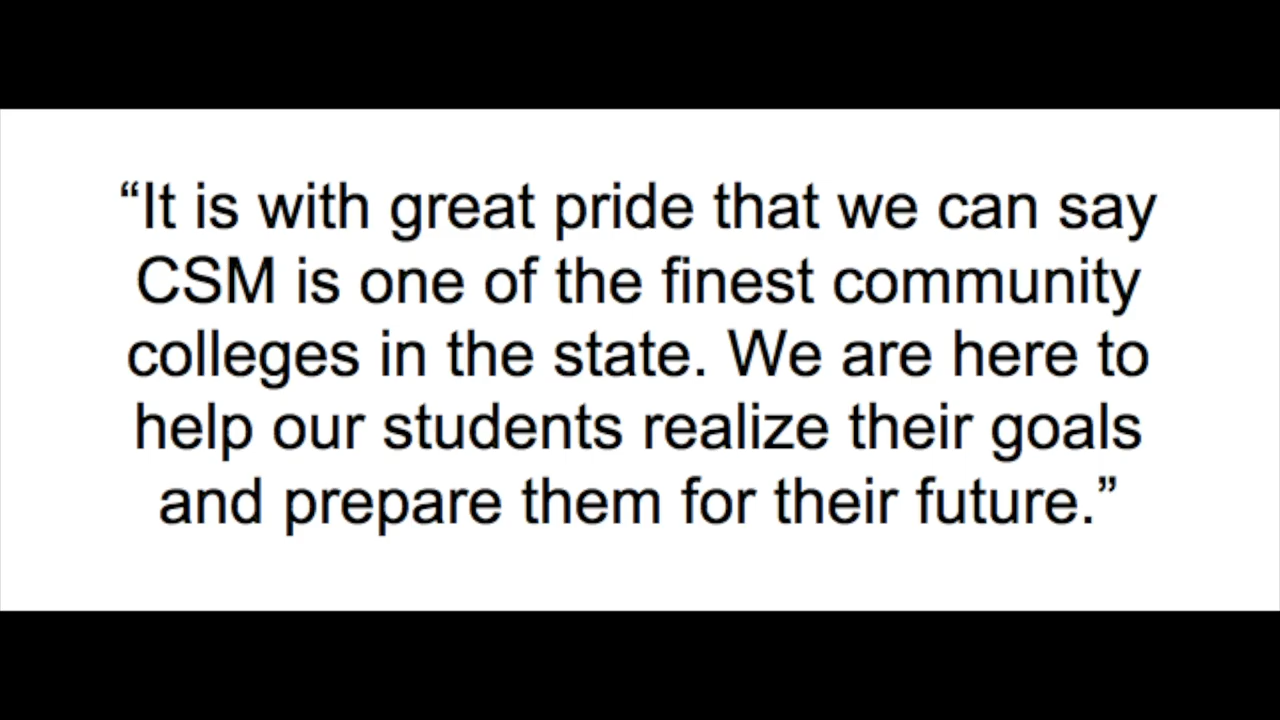 “It is with great pride that we can say
CSM is one of the finest community
colleges in the state. We are here to
help our students realize their goals
and prepare them for their future.”